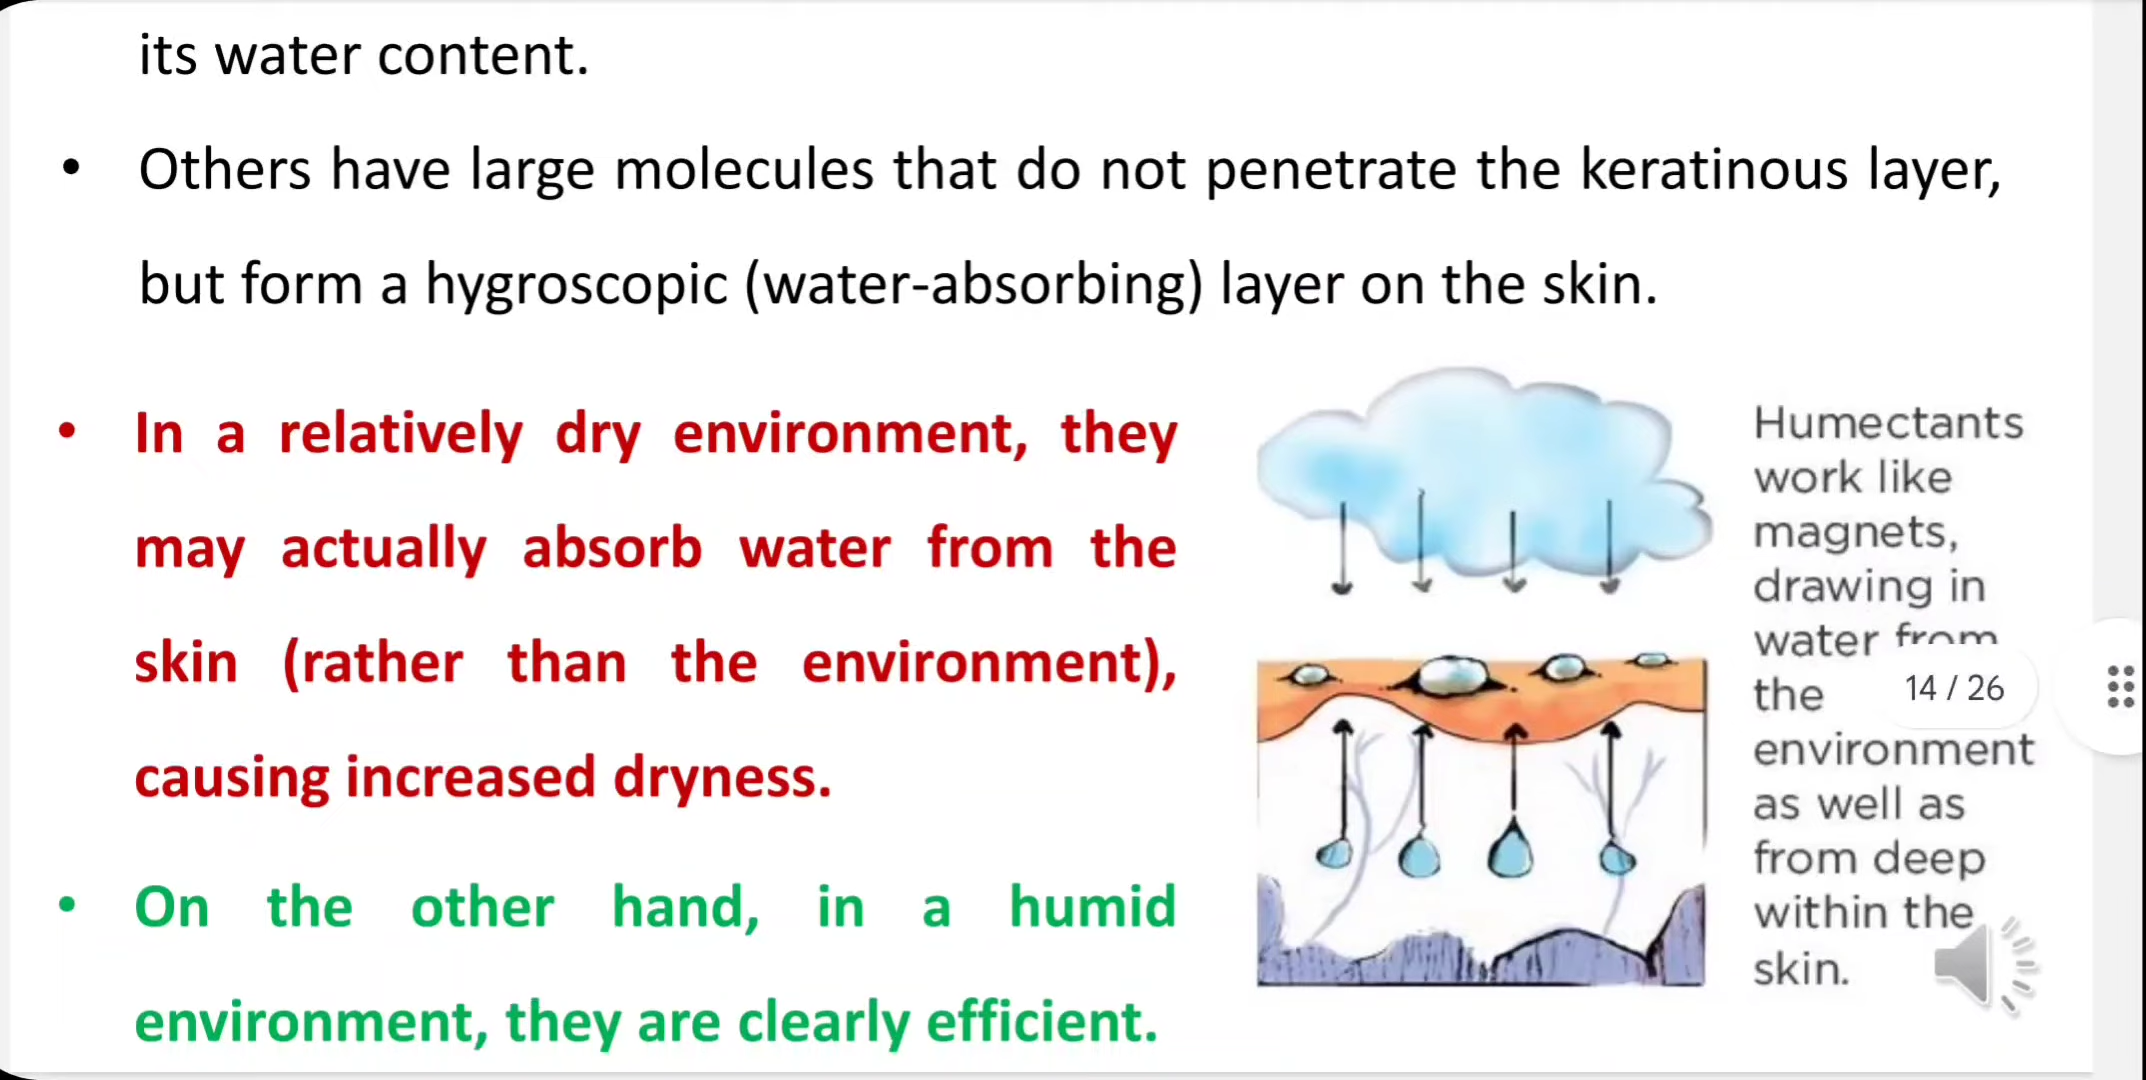 its water content.
• Others have large molecules that do not penetrate the keratinous layer,
but form a hygroscopic (water-absorbing) layer on the skin.
• In a relatively dry environment, they
may actually absorb water from the
skin (rather than the environment),
causing increased dryness.
• On the other hand, in a humid
environment, they are clearly efficient.
Humectants
work like
magnets,
drawing in
water from
the
environment
as well as
from deep
within the
skin.
14 / 26